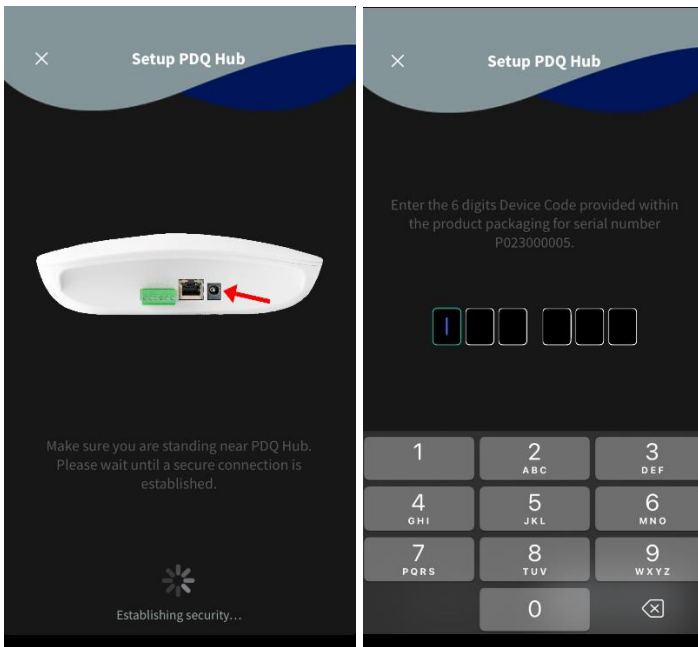 Setup PDQ Hub
Make sure you are standing near PDQ Hub.
Please wait until a secure connection is
established.
Establishing security...
Setup PDQ Hub
Enter the 6 digits Device Code provided within
the product packaging for serial number
P023000005.
1
2
3
ABC
DEF
4
5
6
GHI
JKL
MNO
7
8
9
PQRS
TUV
WXYZ
0